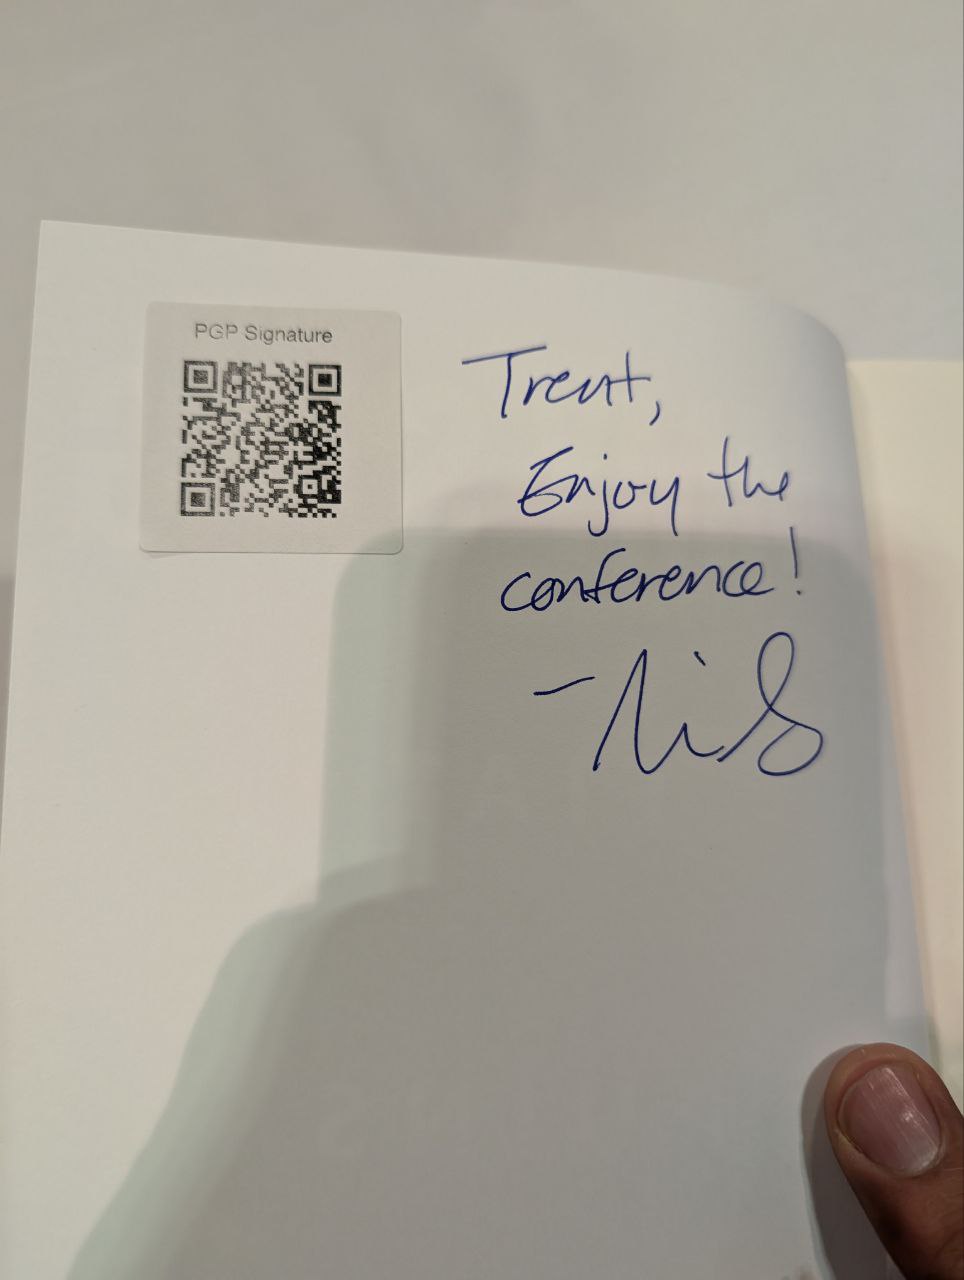 PGP Signature
Trent,
Enjoy the
conference!